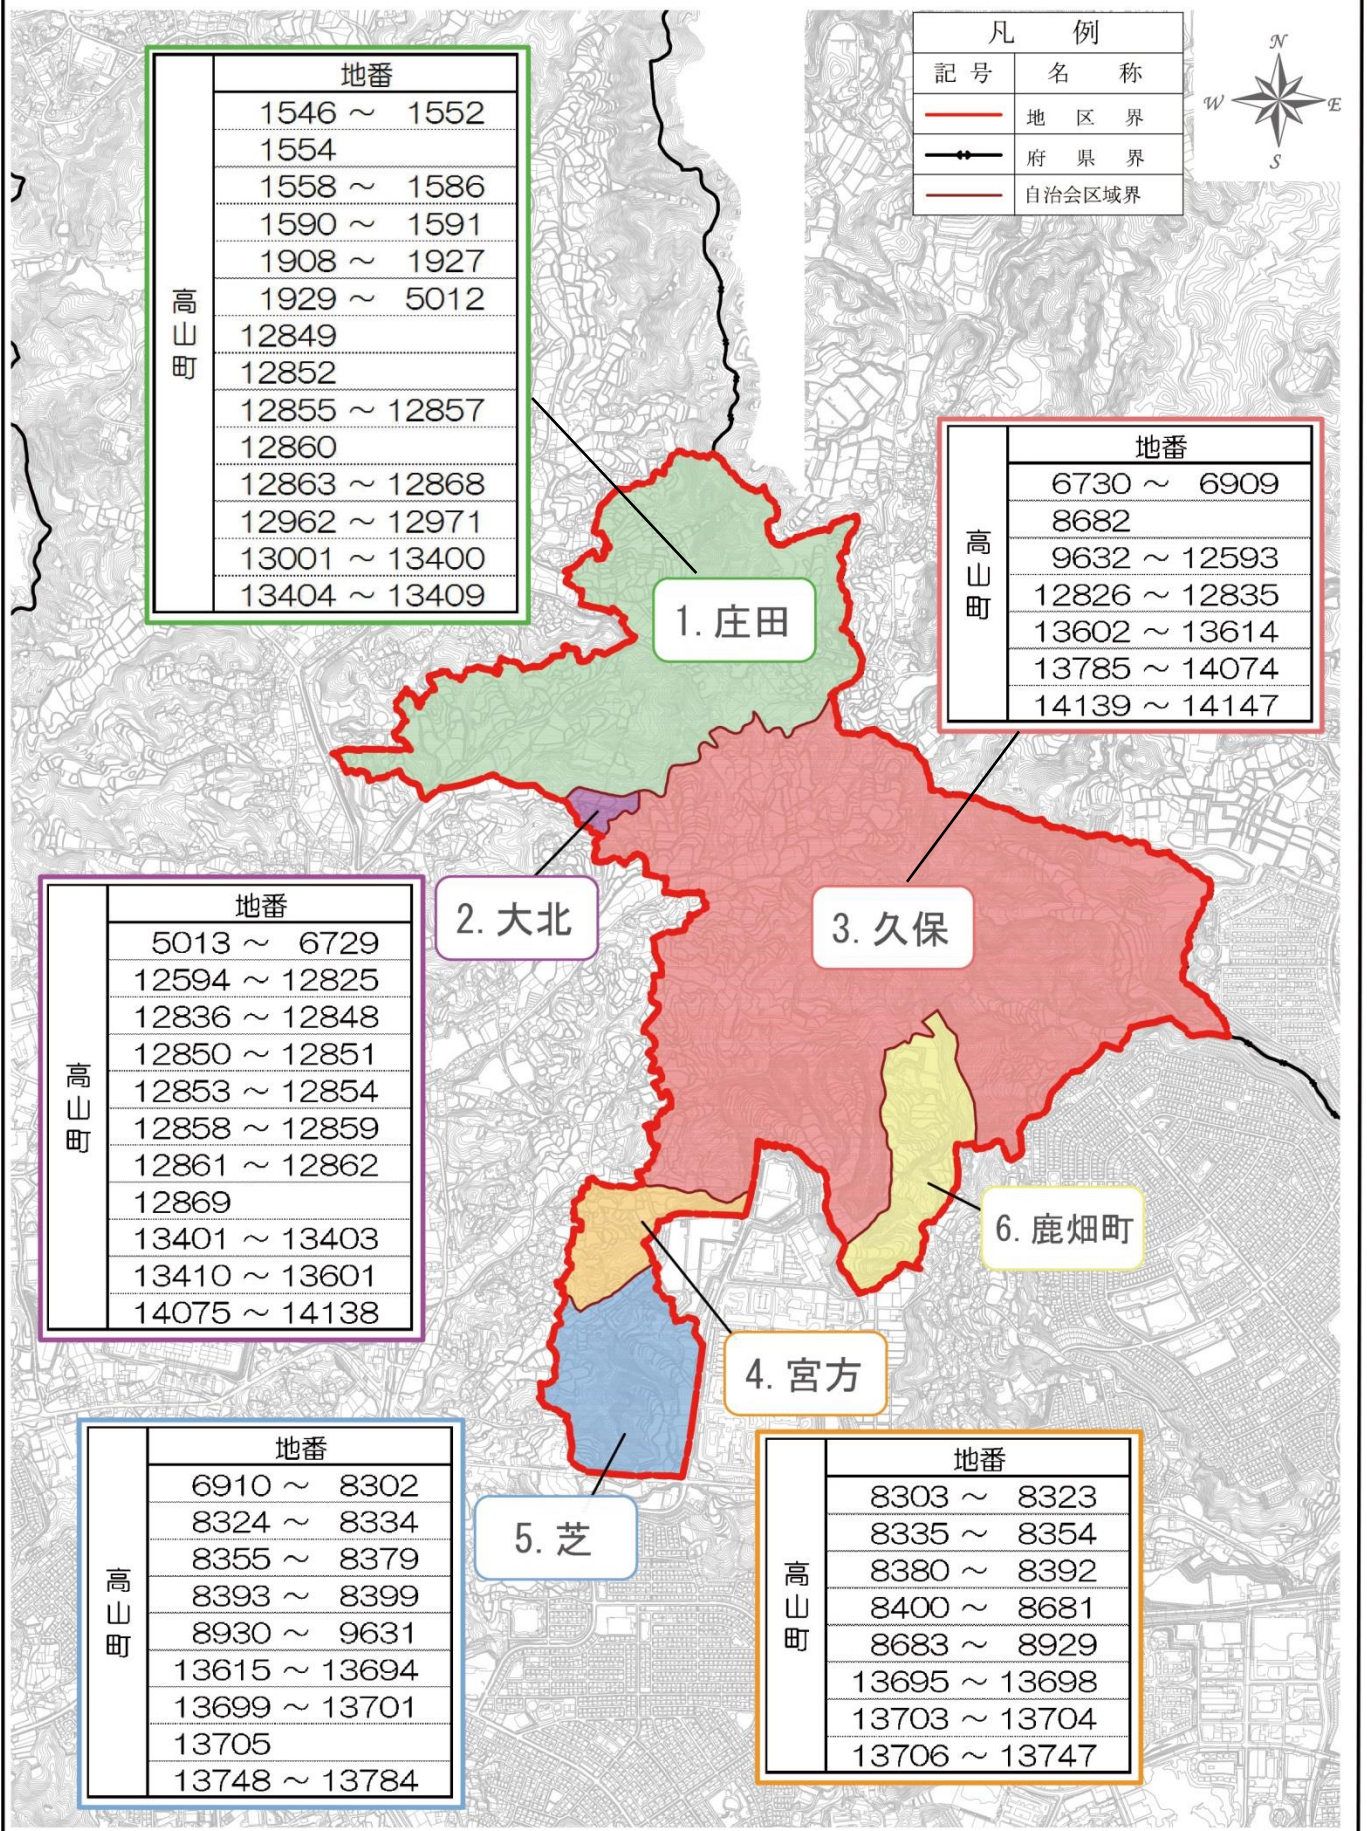 凡 例
記 号 名 称
地 区 界
府 県 界
自治会区域界
N
W E
S
高山町
地番
1546 ～ 1552
1554
1558 ～ 1586
1590 ～ 1591
1908 ～ 1927
1929 ～ 5012
12849
12852
12855 ～ 12857
12860
12863 ～ 12868
12962 ～ 12971
13001 ～ 13400
13404 ～ 13409
1. 庄田
高山町
地番
6730 ～ 6909
8682
9632 ～ 12593
12826 ～ 12835
13602 ～ 13614
13785 ～ 14074
14139 ～ 14147
3. 久保
2. 大北
高山町
地番
5013 ～ 6729
12594 ～ 12825
12836 ～ 12848
12850 ～ 12851
12853 ～ 12854
12858 ～ 12859
12861 ～ 12862
12869
13401 ～ 13403
13410 ～ 13601
14075 ～ 14138
6. 鹿畑町
4. 宮方
5. 芝
高山町
地番
6910 ～ 8302
8324 ～ 8334
8355 ～ 8379
8393 ～ 8399
8930 ～ 9631
13615 ～ 13694
13699 ～ 13701
13705
13748 ～ 13784
高山町
地番
8303 ～ 8323
8335 ～ 8354
8380 ～ 8392
8400 ～ 8681
8683 ～ 8929
13695 ～ 13698
13703 ～ 13704
13706 ～ 13747